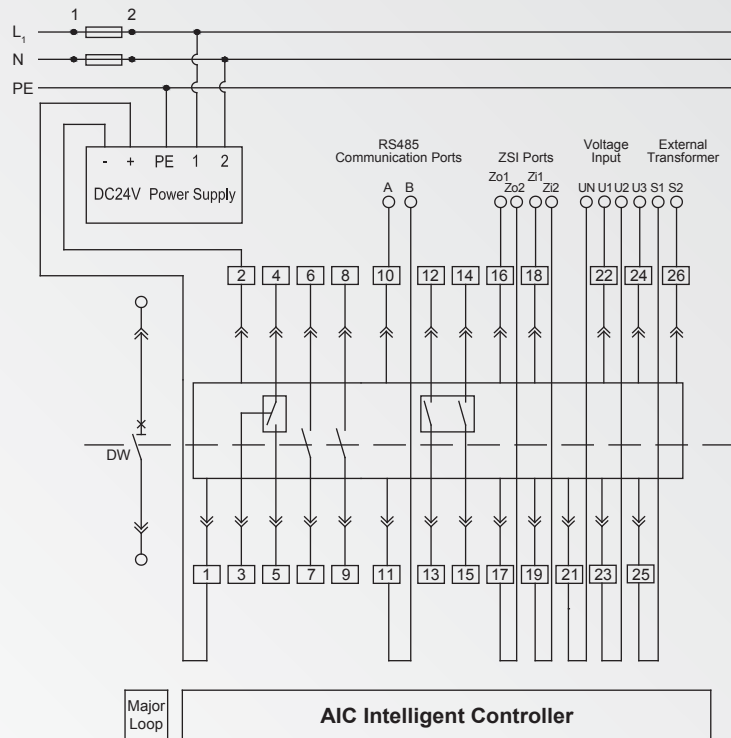 1 2
L1
N
PE
- + PE 1 2
DC24V Power Supply
RS485
Communication Ports
A B
ZSI Ports
Zo1 Zo2 Zi1 Zi2
Voltage
Input
UN U1 U2 U3
External
Transformer
S1 S2
2 4 6 8 10 12 14 16 18 22 24 26
DW
1 3 5 7 9 11 13 15 17 19 21 23 25
Major
Loop
AIC Intelligent Controller